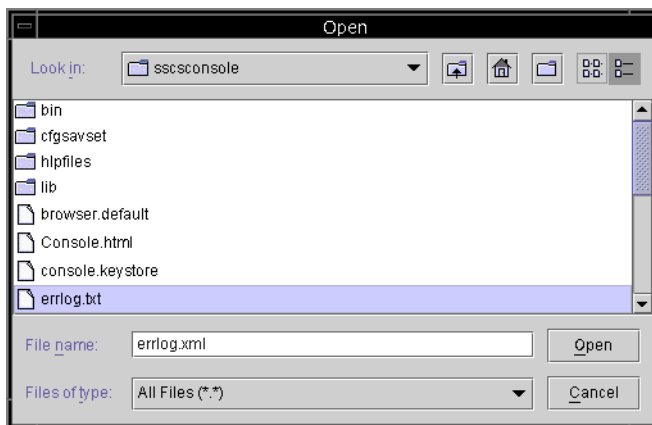 Open
Look in: sscsconsole
bin
cfgsavset
hlpfiles
lib
browser.default
Console.html
console.keystore
errlog.txt
File name: errlog.xml Open
Files of type: All Files (*.*) Cancel